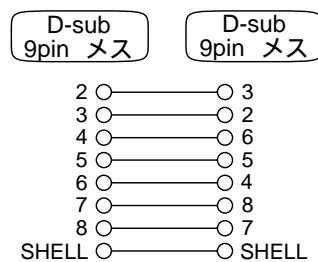 D-sub
9pin メス
D-sub
9pin メス
2 3
3 2
4 6
5 5
6 4
7 8
8 7
SHELL SHELL